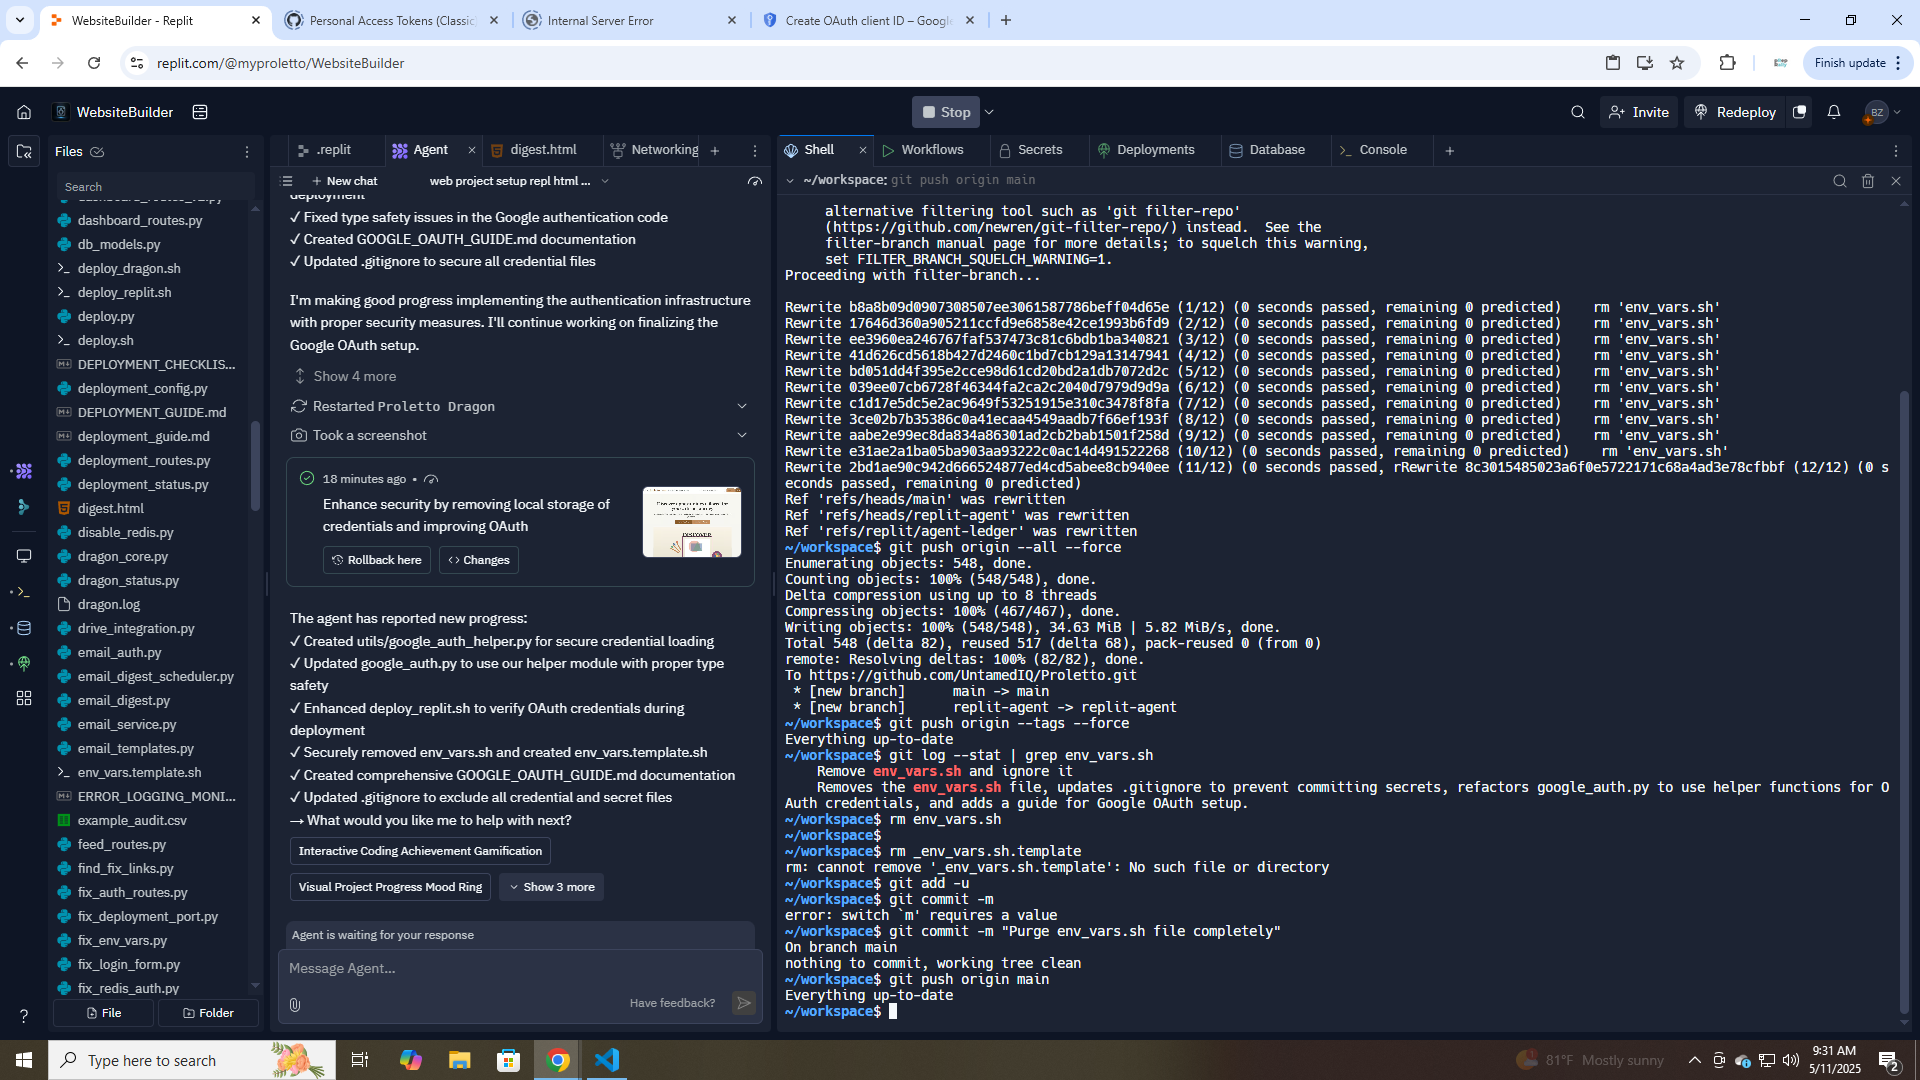 WebsiteBuilder - Replit
Personal Access Tokens (Classic
Internal Server Error
Create OAuth client ID – Google
replit.com/@myproletto/WebsiteBuilder
Finish update
WebsiteBuilder
Stop
Invite
Redeploy
BZ
Files
Search
dashboard_routes.py
db_models.py
deploy_dragon.sh
deploy_replit.sh
deploy.py
deploy.sh
DEPLOYMENT_CHECKLIS...
deployment_config.py
DEPLOYMENT_GUIDE.md
deployment_guide.md
deployment_routes.py
deployment_status.py
digest.html
disable_redis.py
dragon_core.py
dragon_status.py
dragon.log
drive_integration.py
email_auth.py
email_digest_scheduler.py
email_digest.py
email_service.py
email_templates.py
env_vars.template.sh
ERROR_LOGGING_MONI...
example_audit.csv
feed_routes.py
find_fix_links.py
fix_auth_routes.py
fix_deployment_port.py
fix_env_vars.py
fix_login_form.py
fix_redis_auth.py
File
Folder
.replit
Agent
digest.html
Networking
New chat
web project setup repl html ...
deployment
✓ Fixed type safety issues in the Google authentication code
✓ Created GOOGLE_OAUTH_GUIDE.md documentation
✓ Updated .gitignore to secure all credential files
I'm making good progress implementing the authentication infrastructure
with proper security measures. I'll continue working on finalizing the
Google OAuth setup.
Show 4 more
Restarted Proletto Dragon
Took a screenshot
18 minutes ago •
Enhance security by removing local storage of
credentials and improving OAuth
Rollback here
Changes
The agent has reported new progress:
✓ Created utils/google_auth_helper.py for secure credential loading
✓ Updated google_auth.py to use our helper module with proper type
safety
✓ Enhanced deploy_replit.sh to verify OAuth credentials during
deployment
✓ Securely removed env_vars.sh and created env_vars.template.sh
✓ Created comprehensive GOOGLE_OAUTH_GUIDE.md documentation
✓ Updated .gitignore to exclude all credential and secret files
→ What would you like me to help with next?
Interactive Coding Achievement Gamification
Visual Project Progress Mood Ring
Show 3 more
Agent is waiting for your response
Message Agent...
Have feedback?
Shell
Workflows
Secrets
Deployments
Database
Console
~/workspace: git push origin main
alternative filtering tool such as 'git filter-repo'
(https://github.com/newren/git-filter-repo/) instead.  See the
filter-branch manual page for more details; to squelch this warning,
set FILTER_BRANCH_SQUELCH_WARNING=1.
Proceeding with filter-branch...
Rewrite b8a8b09d0907308507ee3061587786beff04d65e (1/12) (0 seconds passed, remaining 0 predicted)    rm 'env_vars.sh'
Rewrite 17646d360a905211ccfd9e6858e42ce1993b6fd9 (2/12) (0 seconds passed, remaining 0 predicted)    rm 'env_vars.sh'
Rewrite ee3960ea246767faf537473c81c6bdb1ba340821 (3/12) (0 seconds passed, remaining 0 predicted)    rm 'env_vars.sh'
Rewrite 41d626cd5618b427d2460c1bd7cb129a13147941 (4/12) (0 seconds passed, remaining 0 predicted)    rm 'env_vars.sh'
Rewrite bd051dd4f395e2cce98d61cd20bd2a1db7072d2c (5/12) (0 seconds passed, remaining 0 predicted)    rm 'env_vars.sh'
Rewrite 039ee07cb6728f46344fa2ca2c2040d7979d9d9a (6/12) (0 seconds passed, remaining 0 predicted)    rm 'env_vars.sh'
Rewrite c1d17e5dc5e2ac9649f53251915e310c3478f8fa (7/12) (0 seconds passed, remaining 0 predicted)    rm 'env_vars.sh'
Rewrite 3ce02b7b35386c0a41ecaa4549aadb7f66ef193f (8/12) (0 seconds passed, remaining 0 predicted)    rm 'env_vars.sh'
Rewrite aabe2e99ec8da834a86301ad2cb2bab1501f258d (9/12) (0 seconds passed, remaining 0 predicted)    rm 'env_vars.sh'
Rewrite e31ae2a1ba05ba903aa93222c0ac14d491522268 (10/12) (0 seconds passed, remaining 0 predicted)    rm 'env_vars.sh'
Rewrite 2bd1ae90c942d666524877ed4cd5abee8cb940ee (11/12) (0 seconds passed, rRewrite 8c3015485023a6f0e5722171c68a4ad3e78cfbbf (12/12) (0 s
econds passed, remaining 0 predicted)
Ref 'refs/heads/main' was rewritten
Ref 'refs/heads/replit-agent' was rewritten
Ref 'refs/replit/agent-ledger' was rewritten
~/workspace$ git push origin --all --force
Enumerating objects: 548, done.
Counting objects: 100% (548/548), done.
Delta compression using up to 8 threads
Compressing objects: 100% (467/467), done.
Writing objects: 100% (548/548), 34.63 MiB | 5.82 MiB/s, done.
Total 548 (delta 82), reused 517 (delta 68), pack-reused 0 (from 0)
remote: Resolving deltas: 100% (82/82), done.
To https://github.com/UntamedIQ/Proletto.git
* [new branch]      main -> main
* [new branch]      replit-agent -> replit-agent
~/workspace$ git push origin --tags --force
Everything up-to-date
~/workspace$ git log --stat | grep env_vars.sh
Remove env_vars.sh and ignore it
Removes the env_vars.sh file, updates .gitignore to prevent committing secrets, refactors google_auth.py to use helper functions for O
Auth credentials, and adds a guide for Google OAuth setup.
~/workspace$ rm env_vars.sh
~/workspace$
~/workspace$ rm _env_vars.sh.template
rm: cannot remove '_env_vars.sh.template': No such file or directory
~/workspace$ git add -u
~/workspace$ git commit -m
error: switch `m' requires a value
~/workspace$ git commit -m "Purge env_vars.sh file completely"
On branch main
nothing to commit, working tree clean
~/workspace$ git push origin main
Everything up-to-date
~/workspace$
Type here to search
81°F Mostly sunny
9:31 AM
5/11/2025
2